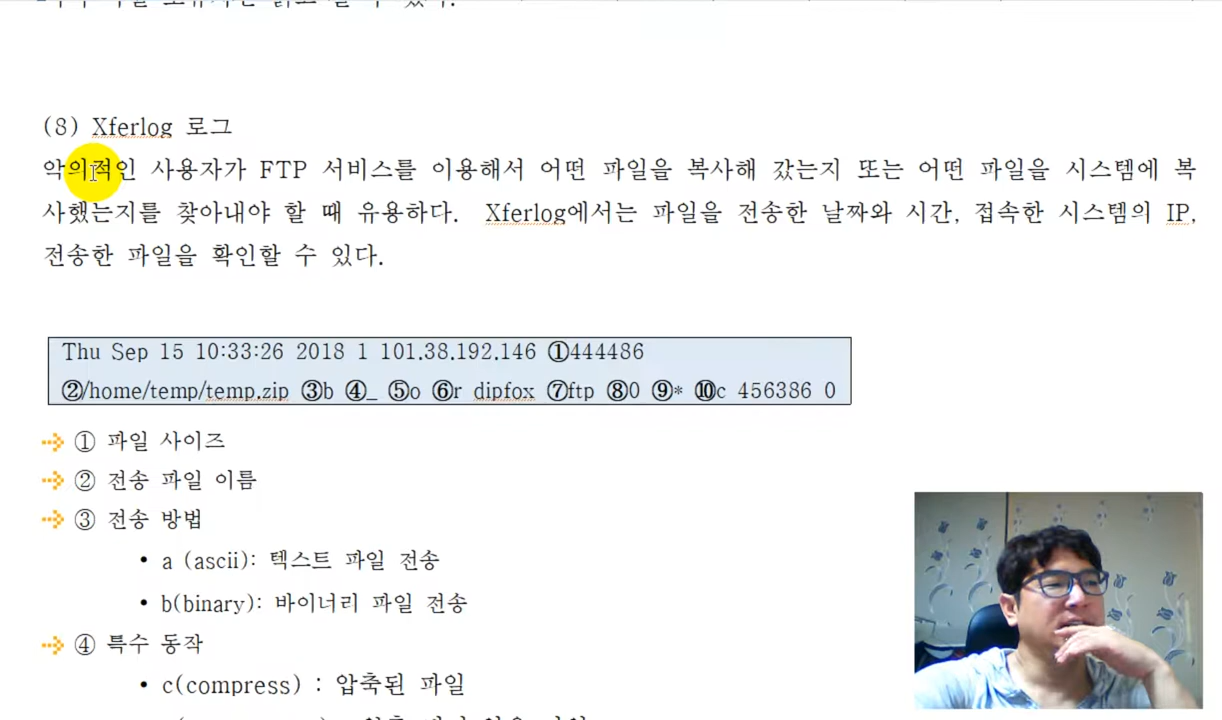 (8) Xferlog 로그
악의적인 사용자가 FTP 서비스를 이용해서 어떤 파일을 복사해 갔는지 또는 어떤 파일을 시스템에 복
사했는지를 찾아내야 할 때 유용하다. Xferlog에서는 파일을 전송한 날짜와 시간, 접속한 시스템의 IP,
전송한 파일을 확인할 수 있다.
Thu Sep 15 10:33:26 2018 1 101.38.192.146 ①444486
②/home/temp/temp.zip ③b ④_ ⑤o ⑥r dipfox ⑦ftp ⑧0 ⑨* ⑩c 456386 0
① 파일 사이즈
② 전송 파일 이름
③ 전송 방법
• a (ascii): 텍스트 파일 전송
• b(binary): 바이너리 파일 전송
④ 특수 동작
• c(compress) : 압축된 파일